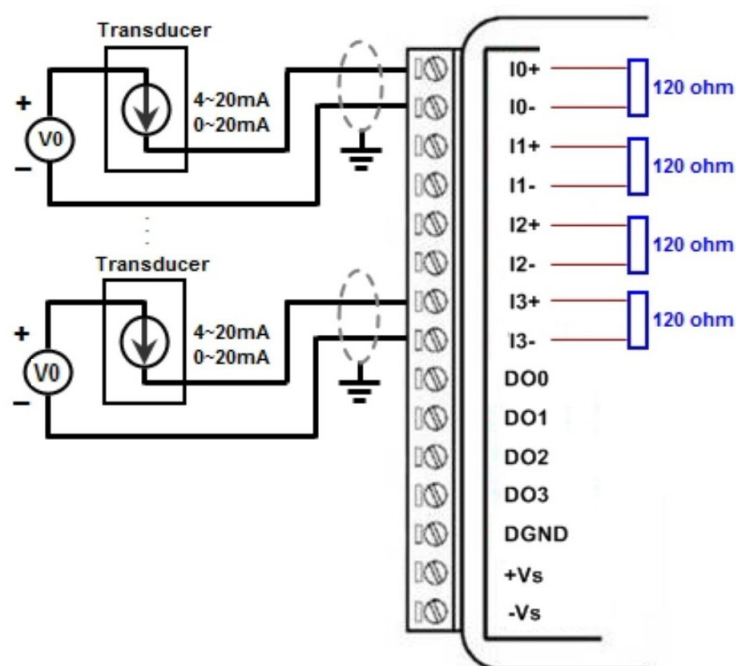 Transducer
+
V0
−
4~20mA
0~20mA
Transducer
+
V0
−
4~20mA
0~20mA
I0+
I0-
120 ohm
I1+
I1-
120 ohm
I2+
I2-
120 ohm
I3+
I3-
120 ohm
DO0
DO1
DO2
DO3
DGND
+Vs
-Vs